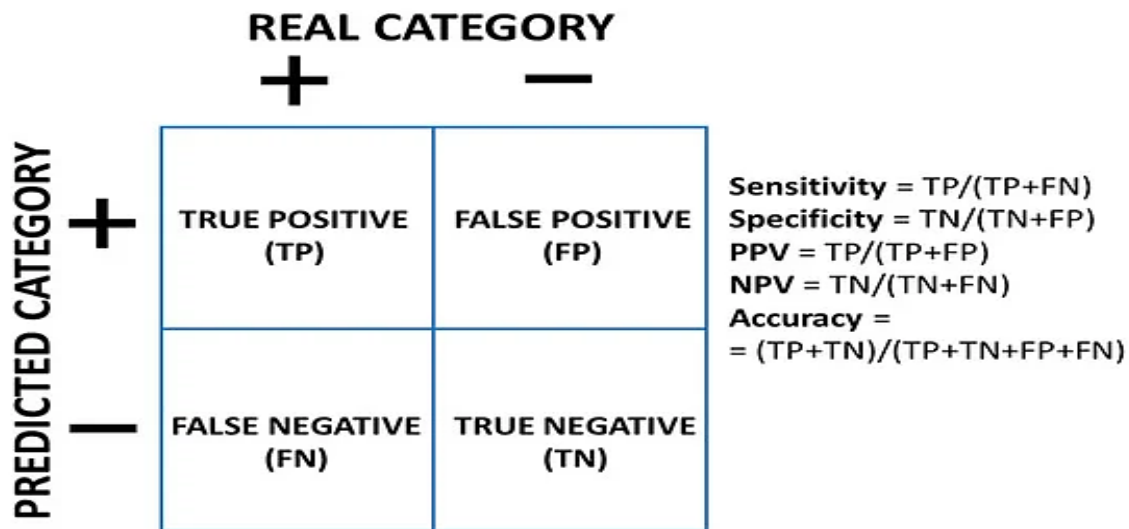 REAL CATEGORY
+ −
PREDICTED CATEGORY
+
TRUE POSITIVE
(TP)
FALSE POSITIVE
(FP)
−
FALSE NEGATIVE
(FN)
TRUE NEGATIVE
(TN)
Sensitivity = TP/(TP+FN)
Specificity = TN/(TN+FP)
PPV = TP/(TP+FP)
NPV = TN/(TN+FN)
Accuracy =
= (TP+TN)/(TP+TN+FP+FN)